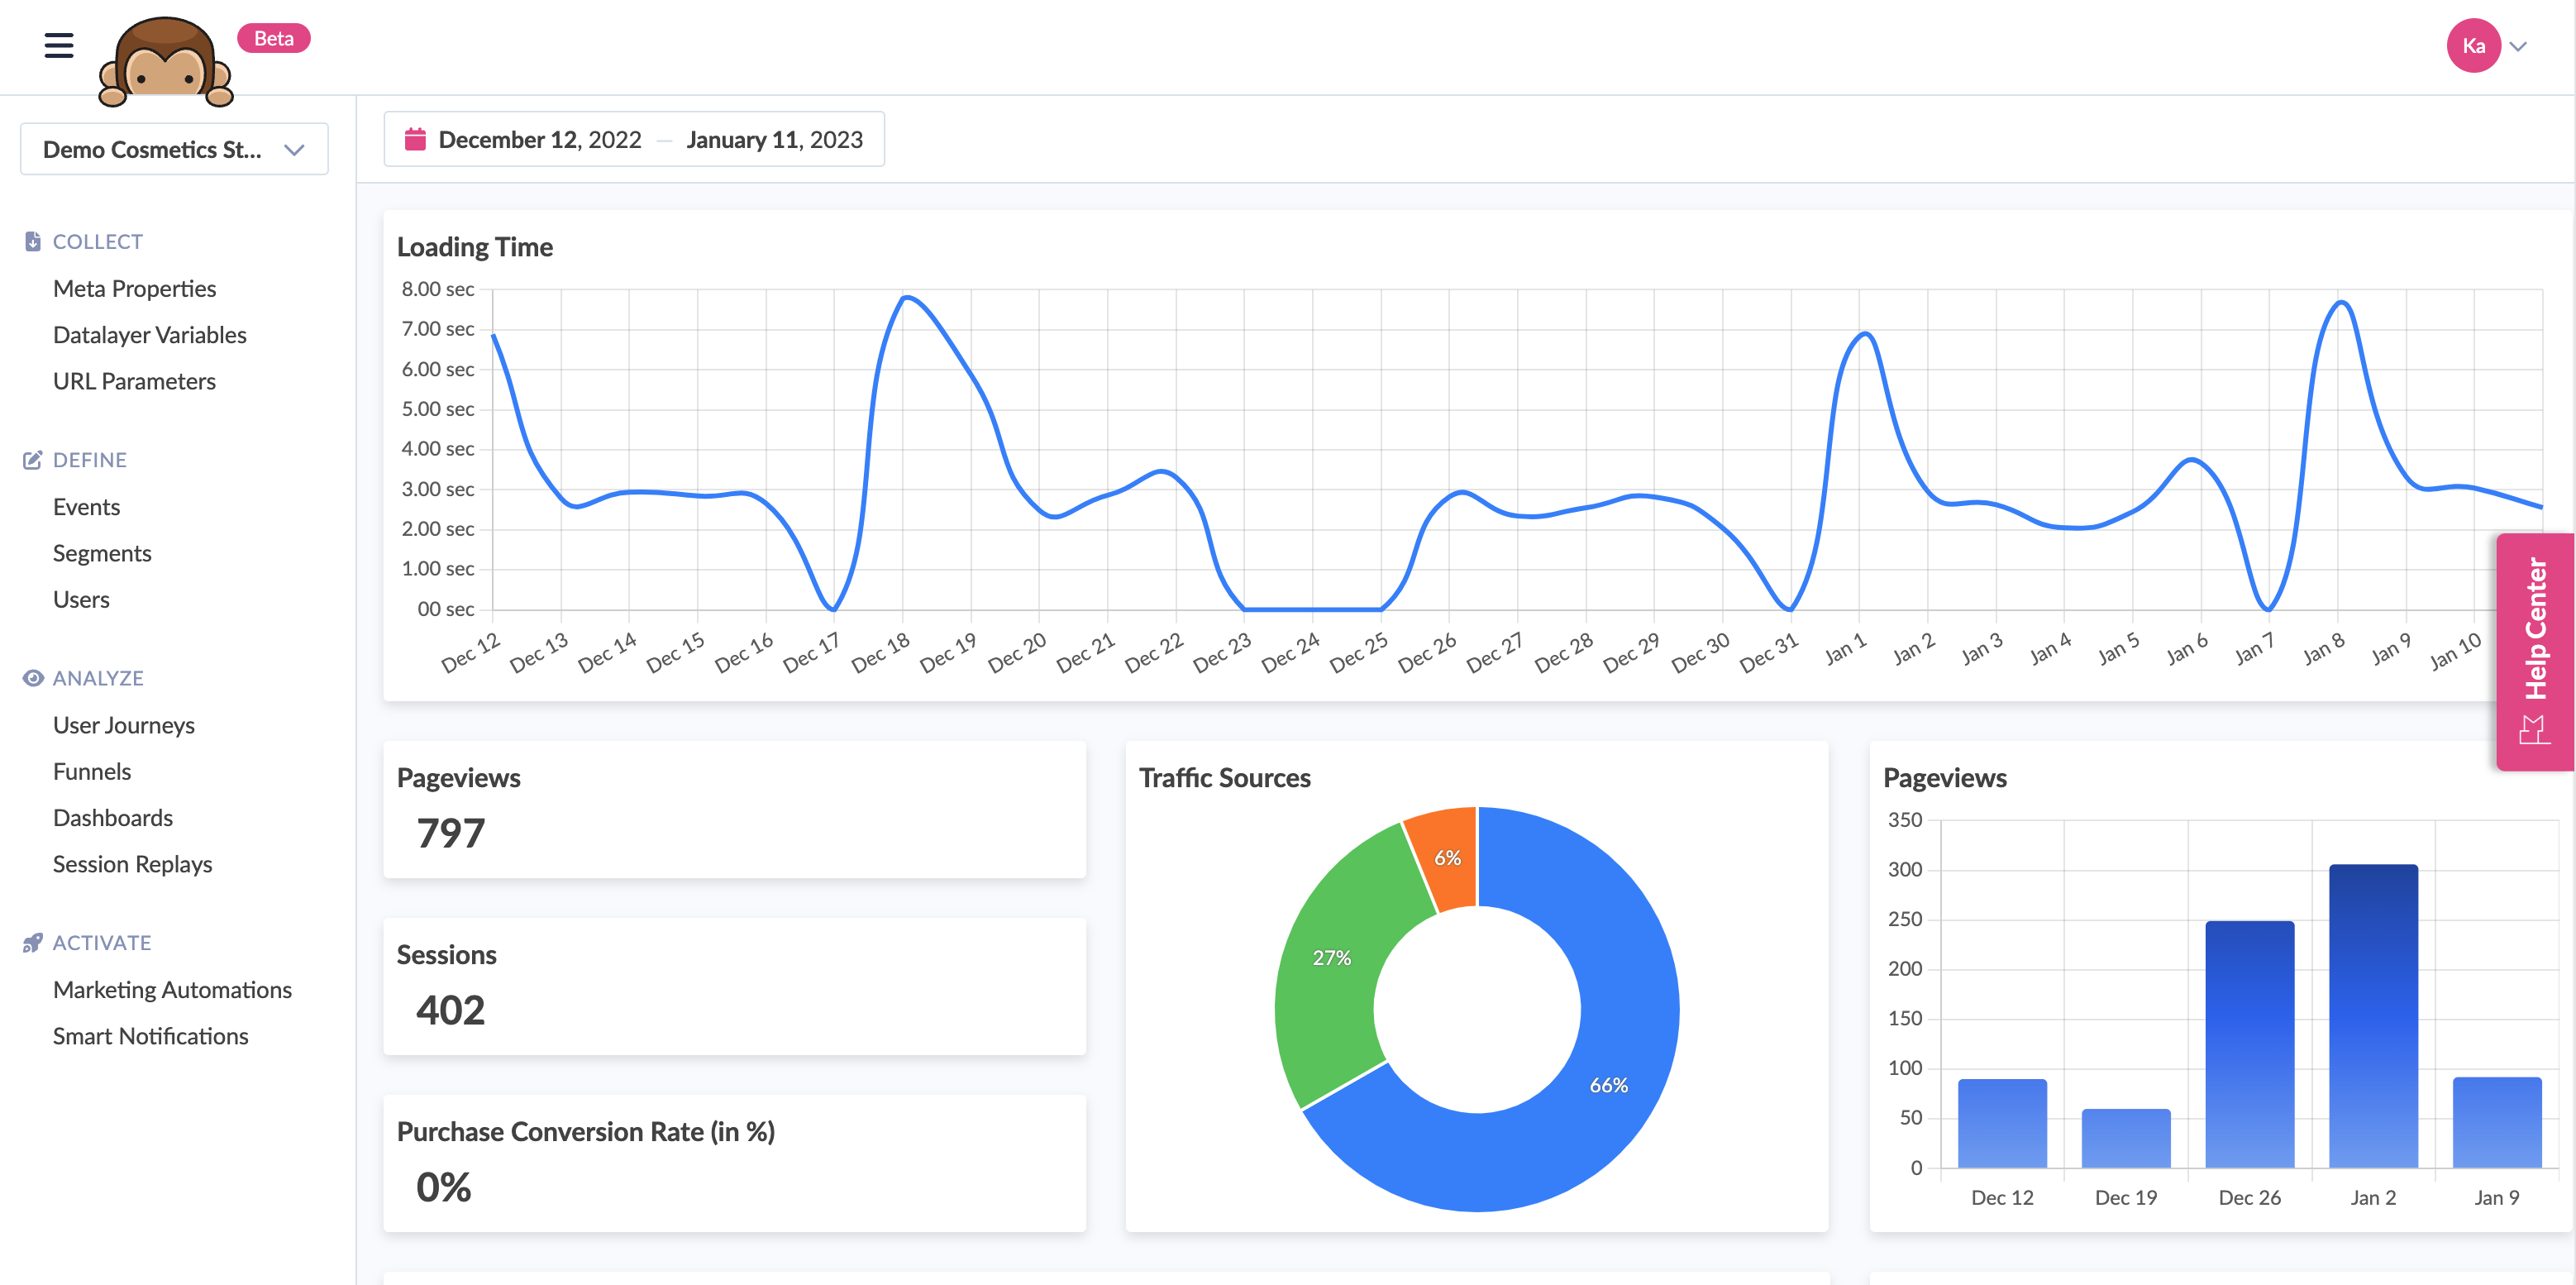 Beta
Ka
Demo Cosmetics St...
December 12, 2022 — January 11, 2023
COLLECT
Meta Properties
Datalayer Variables
URL Parameters
DEFINE
Events
Segments
Users
ANALYZE
User Journeys
Funnels
Dashboards
Session Replays
ACTIVATE
Marketing Automations
Smart Notifications
Loading Time
8.00 sec
7.00 sec
6.00 sec
5.00 sec
4.00 sec
3.00 sec
2.00 sec
1.00 sec
00 sec
Dec 12
Dec 13
Dec 14
Dec 15
Dec 16
Dec 17
Dec 18
Dec 19
Dec 20
Dec 21
Dec 22
Dec 23
Dec 24
Dec 25
Dec 26
Dec 27
Dec 28
Dec 29
Dec 30
Dec 31
Jan 1
Jan 2
Jan 3
Jan 4
Jan 5
Jan 6
Jan 7
Jan 8
Jan 9
Jan 10
Help Center
Pageviews
797
Sessions
402
Purchase Conversion Rate (in %)
0%
Traffic Sources
6%
27%
66%
Pageviews
350
300
250
200
150
100
50
0
Dec 12
Dec 19
Dec 26
Jan 2
Jan 9